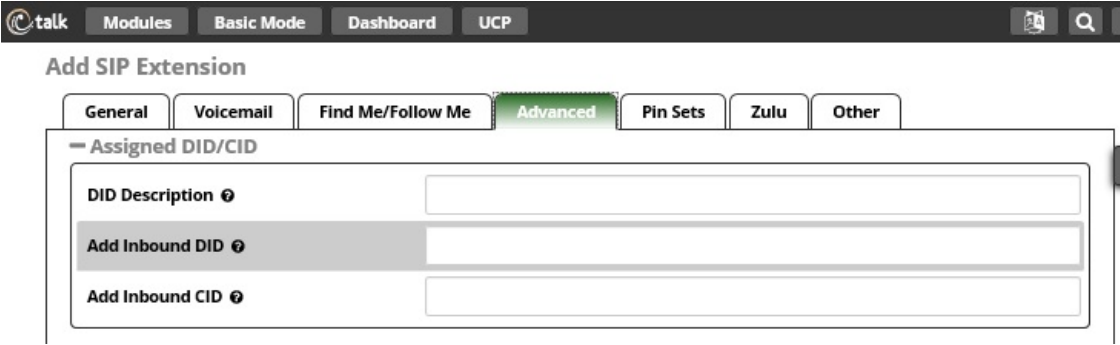 C.talk Modules Basic Mode Dashboard UCP
Add SIP Extension
General Voicemail Find Me/Follow Me Advanced Pin Sets Zulu Other
Assigned DID/CID
DID Description
Add Inbound DID
Add Inbound CID